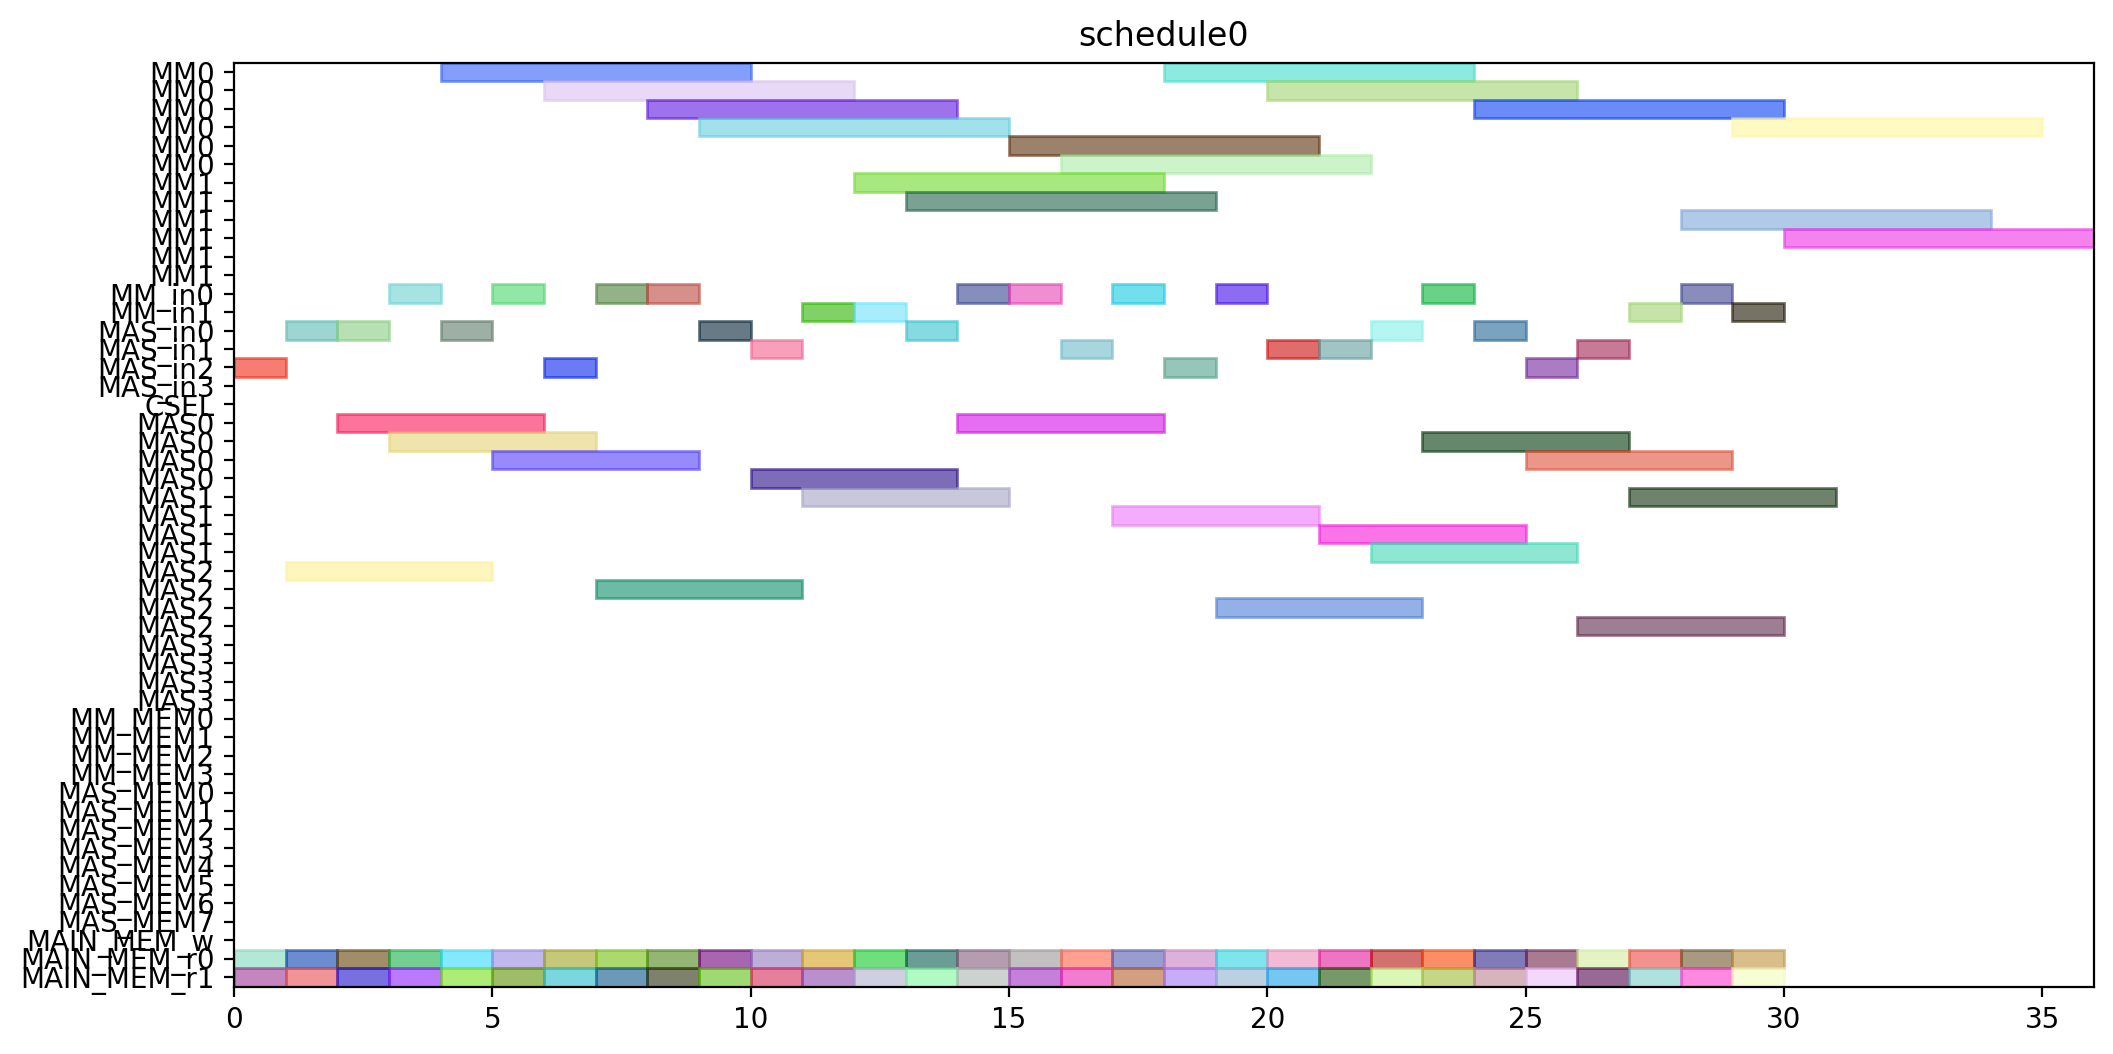 schedule0
MM0
MM0
MM0
MM0
MM0
MM0
MM1
MM1
MM1
MM1
MM1
MM1
MM_in0
MM_in1
MAS_in0
MAS_in1
MAS_in2
MAS_in3
CSEL
MAS0
MAS0
MAS0
MAS0
MAS1
MAS1
MAS1
MAS1
MAS2
MAS2
MAS2
MAS2
MAS3
MAS3
MAS3
MAS3
MM_MEM0
MM_MEM1
MM_MEM2
MM_MEM3
MAS_MEM0
MAS_MEM1
MAS_MEM2
MAS_MEM3
MAS_MEM4
MAS_MEM5
MAS_MEM6
MAS_MEM7
MAIN_MEM_w
MAIN_MEM_r0
MAIN_MEM_r1
0 5 10 15 20 25 30 35